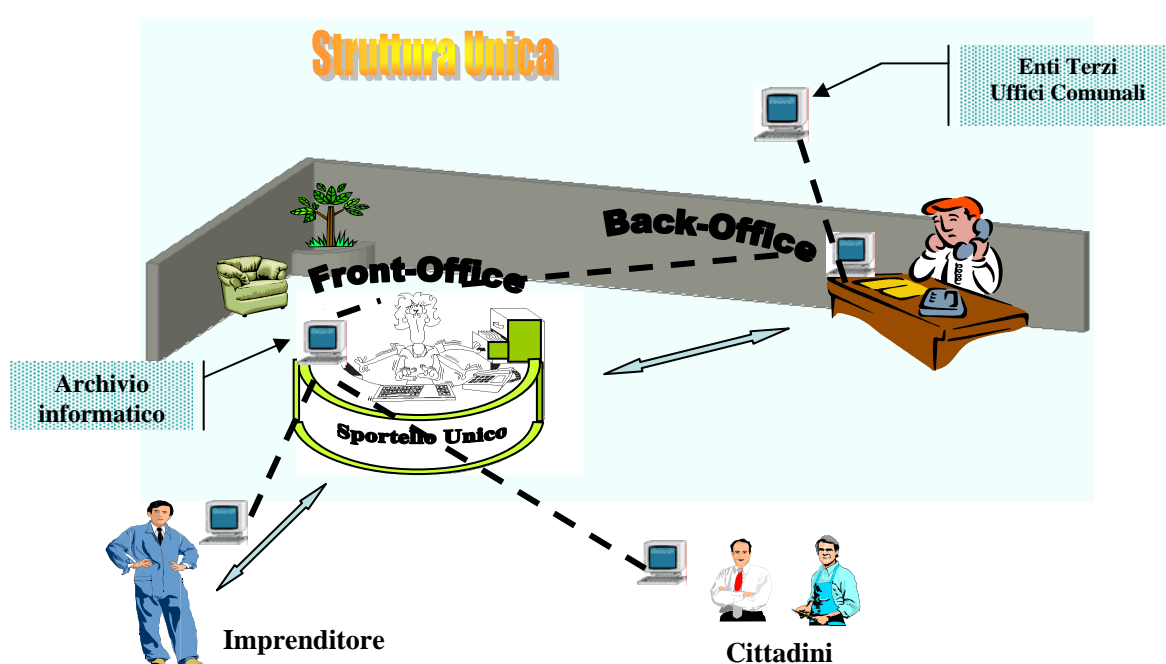 Struttura Unica
Enti Terzi
Uffici Comunali
Back-Office
Front-Office
Archivio
informatico
Sportello Unico
Imprenditore
Cittadini